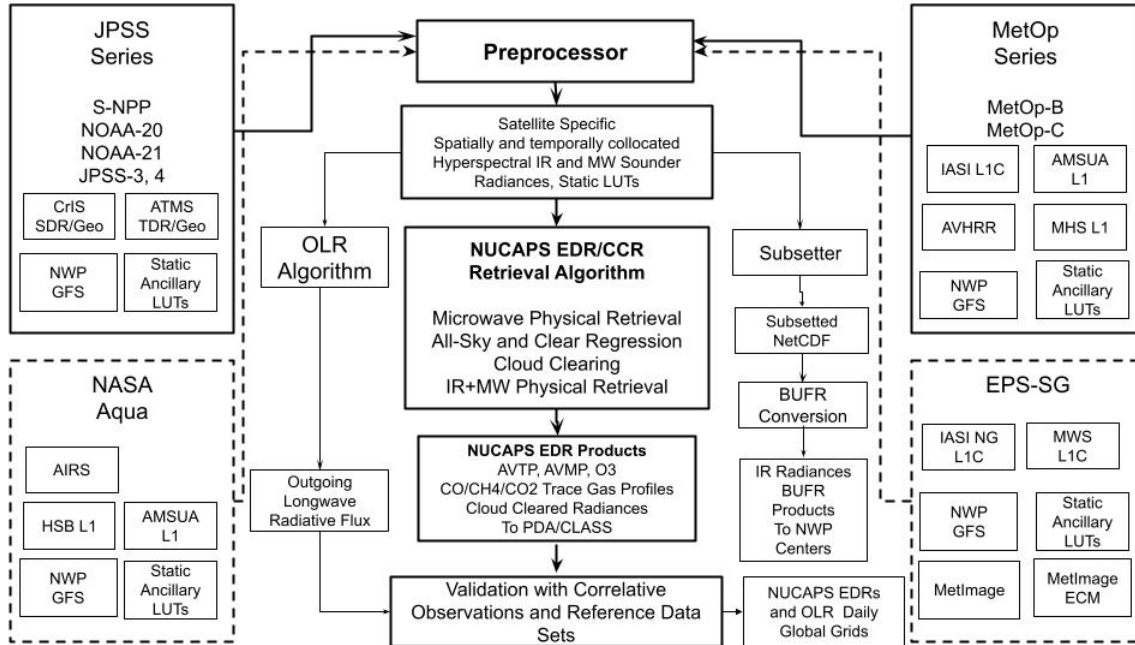 JPSS
Series
S-NPP
NOAA-20
NOAA-21
JPSS-3, 4
CrIS
SDR/Geo
ATMS
TDR/Geo
NWP
GFS
Static
Ancillary
LUTs
NASA
Aqua
AIRS
HSB L1
AMSUA
L1
NWP
GFS
Static
Ancillary
LUTs
Preprocessor
Satellite Specific
Spatially and temporally collocated
Hyperspectral IR and MW Sounder
Radiances, Static LUTs
OLR
Algorithm
Outgoing
Longwave
Radiative Flux
NUCAPS EDR/CCR
Retrieval Algorithm
Microwave Physical Retrieval
All-Sky and Clear Regression
Cloud Clearing
IR+MW Physical Retrieval
NUCAPS EDR Products
AVTP, AVMP, O3
CO/CH4/CO2 Trace Gas Profiles
Cloud Cleared Radiances
To PDA/CLASS
Validation with Correlative
Observations and Reference Data
Sets
Subsetter
Subsetted
NetCDF
BUFR
Conversion
IR Radiances
BUFR
Products
To NWP
Centers
NUCAPS EDRs
and OLR Daily
Global Grids
MetOp
Series
MetOp-B
MetOp-C
IASI L1C
AMSUA
L1
AVHRR
MHS L1
NWP
GFS
Static
Ancillary
LUTs
EPS-SG
IASI NG
L1C
MWS
L1C
NWP
GFS
Static
Ancillary
LUTs
MetImage
MetImage
ECM